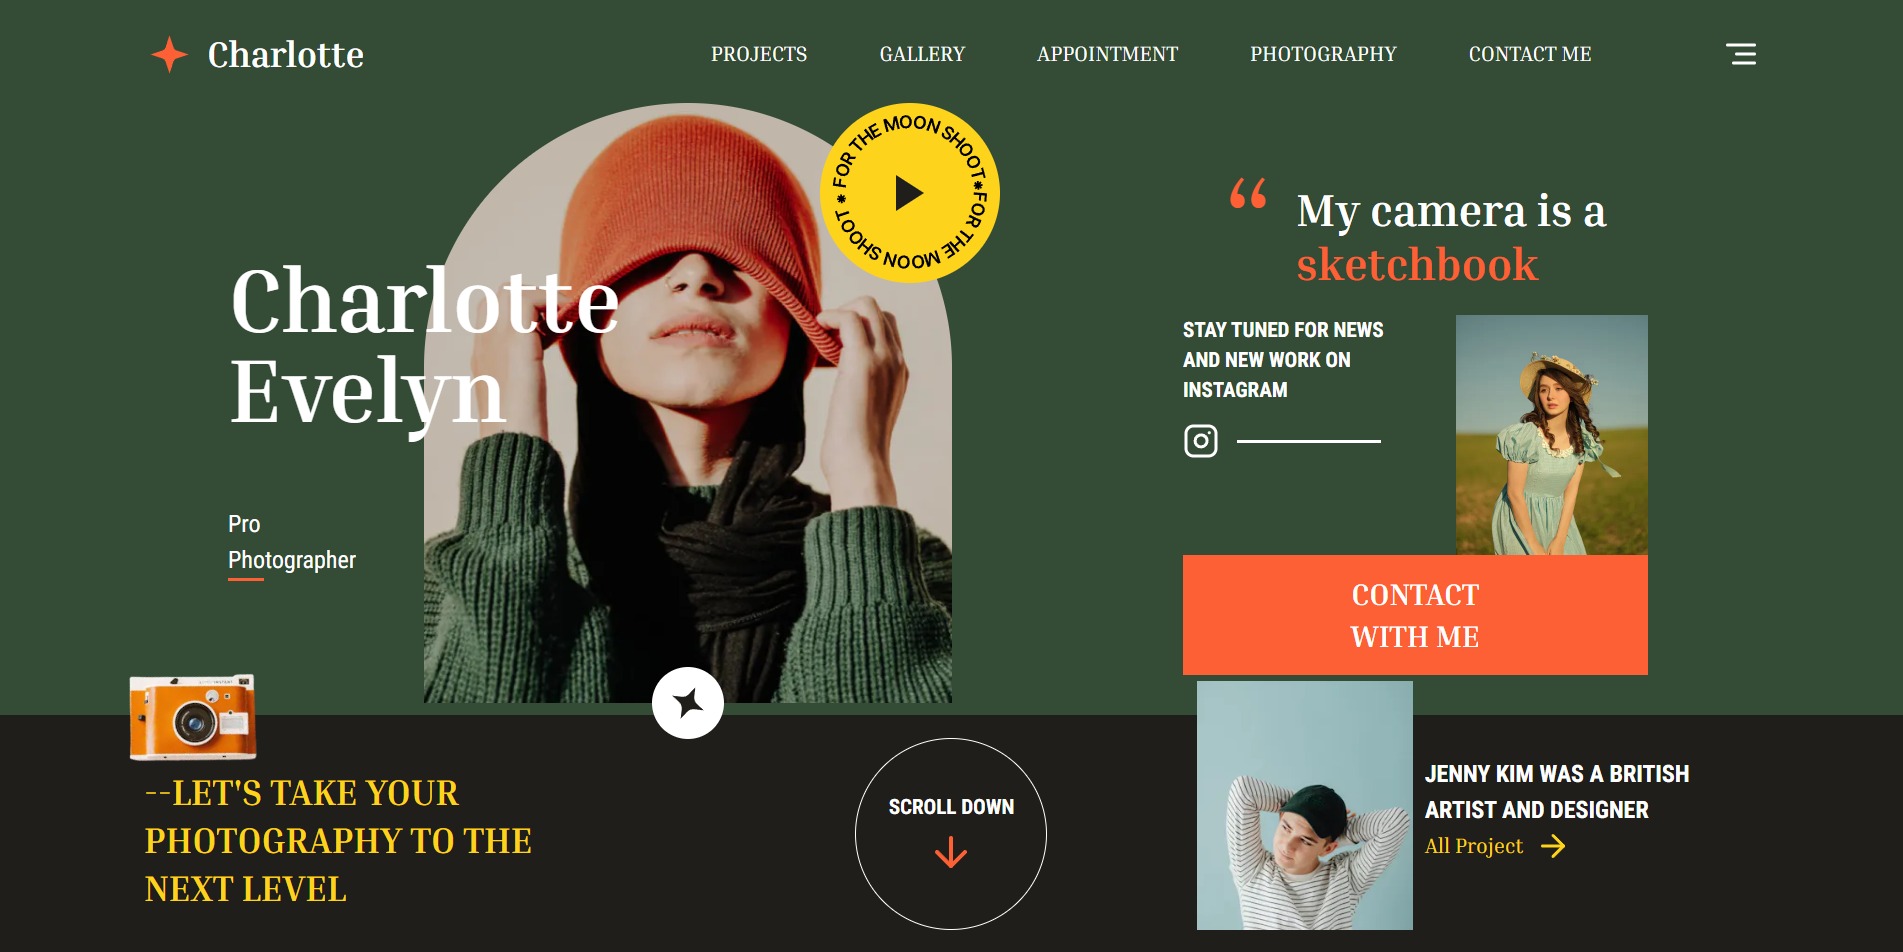 Charlotte
PROJECTS
GALLERY
APPOINTMENT
PHOTOGRAPHY
CONTACT ME
FOR THE MOON SHOOT * FOR THE MOON SHOOT *
Charlotte
Evelyn
Pro
Photographer
“ My camera is a
sketchbook
STAY TUNED FOR NEWS
AND NEW WORK ON
INSTAGRAM
CONTACT
WITH ME
--LET'S TAKE YOUR
PHOTOGRAPHY TO THE
NEXT LEVEL
SCROLL DOWN
JENNY KIM WAS A BRITISH
ARTIST AND DESIGNER
All Project